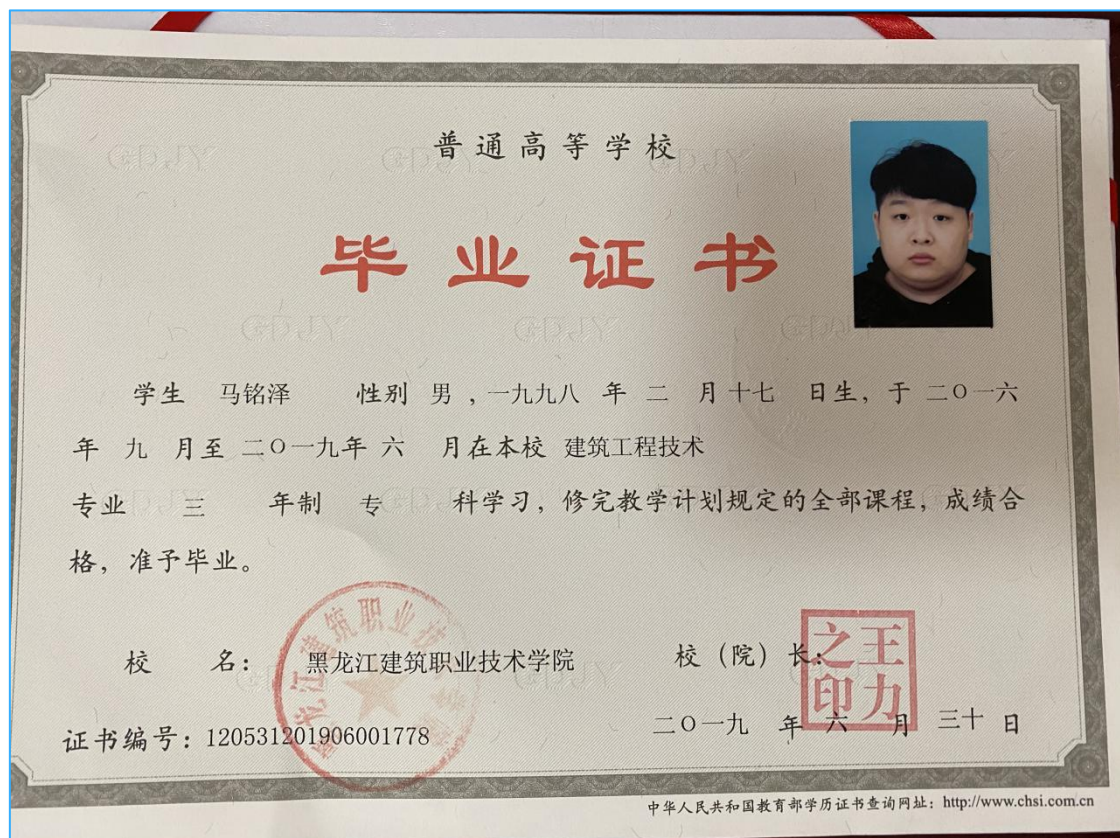 普通高等学校
毕业证书
学生 马铭泽 性别 男，一九九八 年 二 月 十七 日生，于 二〇一六
年 九 月至 二〇一九年 六 月在本校 建筑工程技术
专业 三 年制 专 科学习，修完教学计划规定的全部课程，成绩合
格，准予毕业。
校 名： 黑龙江建筑职业技术学院
校（院）长：
王力之印
证书编号：120531201906001778
二〇一九 年 六 月 三十 日
中华人民共和国教育部学历证书查询网址：http://www.chsi.com.cn
GDJY